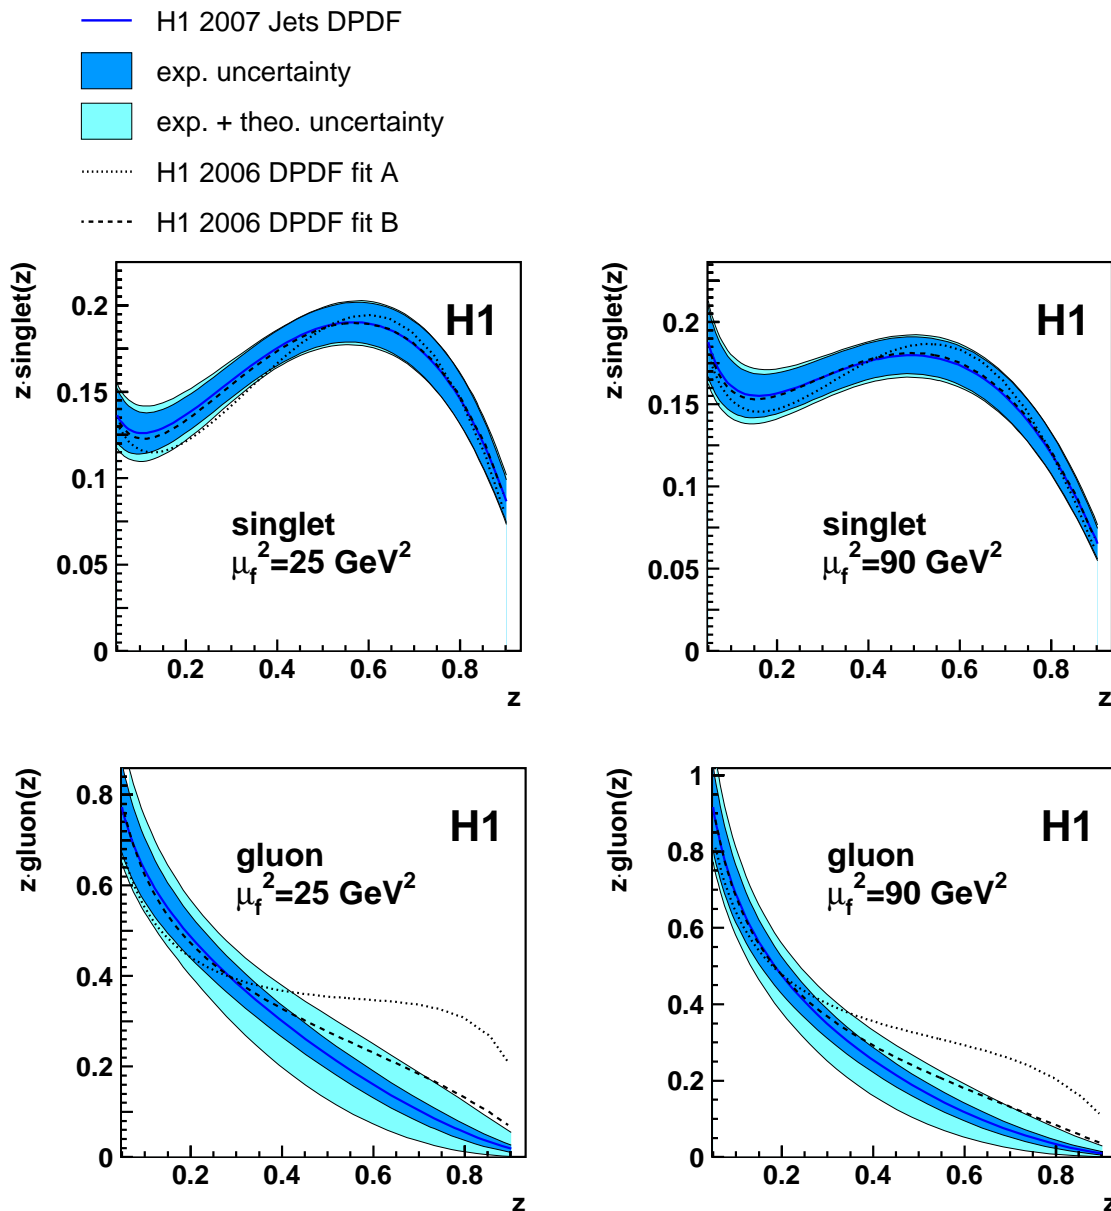 H1 2007 Jets DPDF
exp. uncertainty
exp. + theo. uncertainty
H1 2006 DPDF fit A
H1 2006 DPDF fit B
z·singlet(z)
0.2
0.15
0.1
0.05
0
H1
singlet
μf²=25 GeV²
0.2 0.4 0.6 0.8
z
z·singlet(z)
0.2
0.15
0.1
0.05
0
H1
singlet
μf²=90 GeV²
0.2 0.4 0.6 0.8
z
z·gluon(z)
0.8
0.6
0.4
0.2
0
H1
gluon
μf²=25 GeV²
0.2 0.4 0.6 0.8
z
z·gluon(z)
1
0.8
0.6
0.4
0.2
0
H1
gluon
μf²=90 GeV²
0.2 0.4 0.6 0.8
z